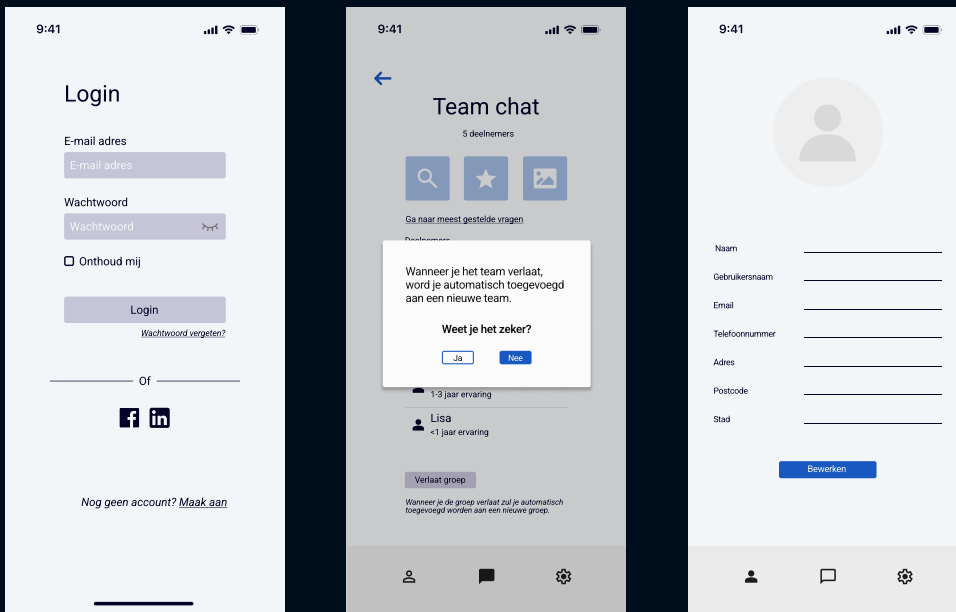 9:41
Login
E-mail adres
E-mail adres
Wachtwoord
Wachtwoord
Onthoud mij
Login
Wachtwoord vergeten?
Of
Nog geen account? Maak aan
9:41
Team chat
5 deelnemers
Ga naar meest gestelde vragen
Deelnemers
Wanneer je het team verlaat,
word je automatisch toegevoegd
aan een nieuwe team.
Weet je het zeker?
Ja
Nee
1-3 jaar ervaring
Lisa
<1 jaar ervaring
Verlaat groep
Wanneer je de groep verlaat zul je automatisch
toegevoegd worden aan een nieuwe groep.
9:41
Naam
Gebruikersnaam
Email
Telefoonnummer
Adres
Postcode
Stad
Bewerken